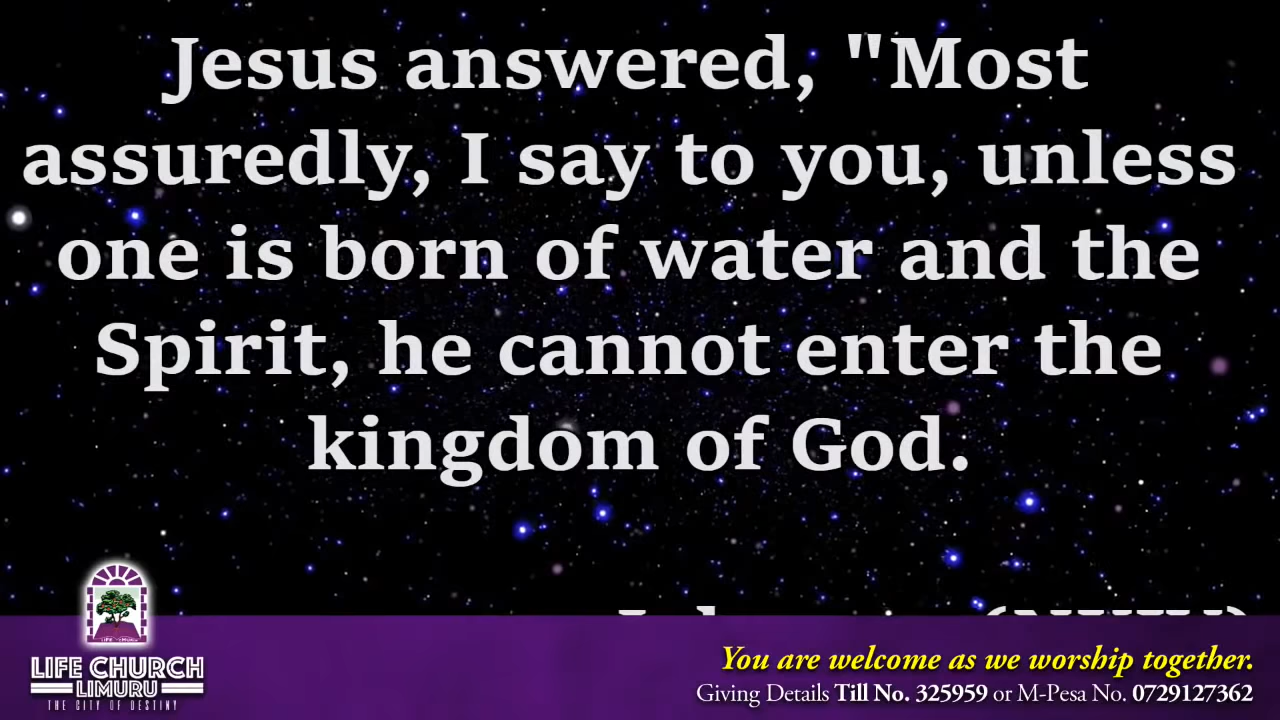 Jesus answered, "Most
assuredly, I say to you, unless
one is born of water and the
Spirit, he cannot enter the
kingdom of God.
LIFE CHURCH
LIMURU
THE CITY OF DESTINY
You are welcome as we worship together.
Giving Details Till No. 325959 or M-Pesa No. 0729127362